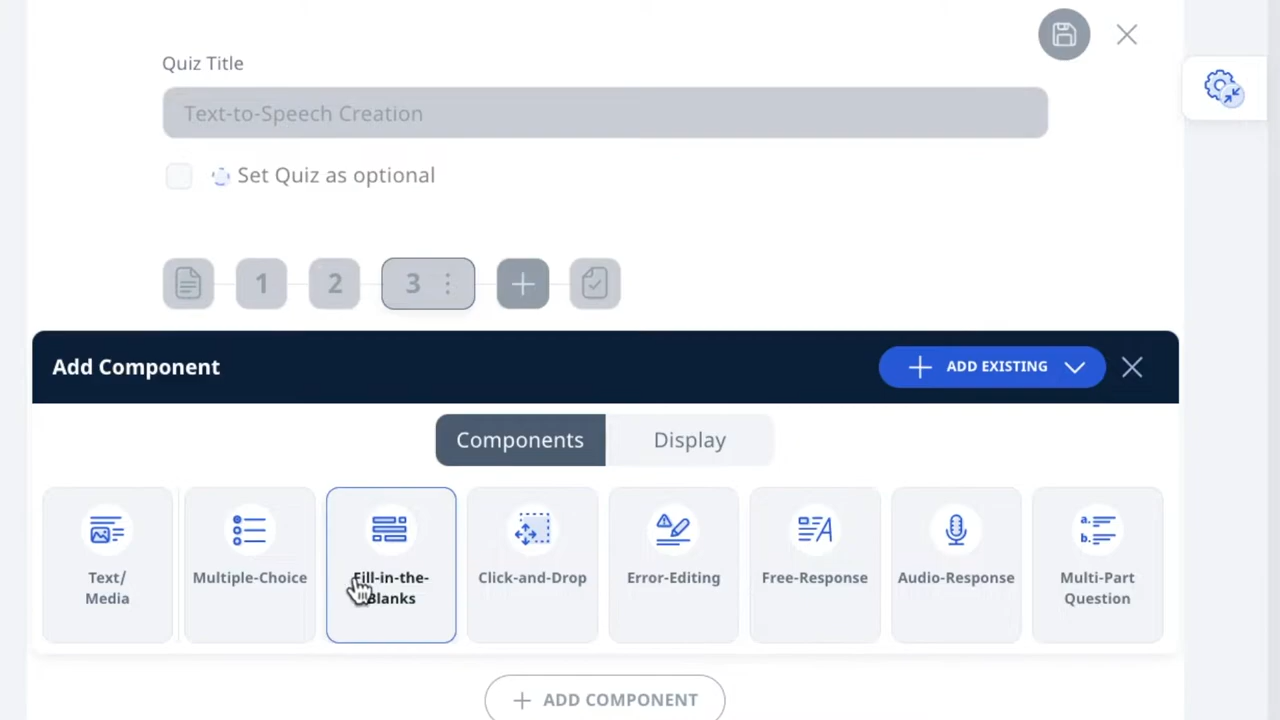 Quiz Title
Text-to-Speech Creation
Set Quiz as optional
1 2 3
Add Component
ADD EXISTING
Components Display
Text/
Media
Multiple-Choice
Fill-in-the-
Blanks
Click-and-Drop
Error-Editing
Free-Response
Audio-Response
a.
b.
Multi-Part
Question
ADD COMPONENT